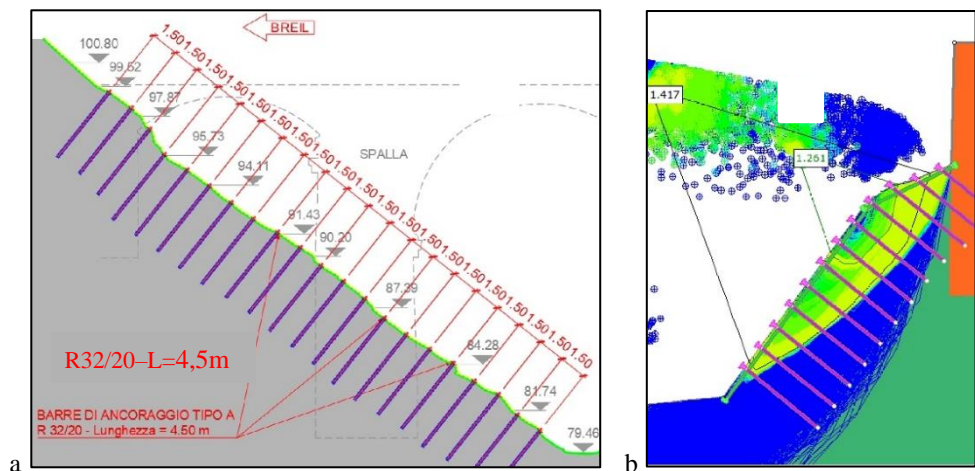 BREIL
1.501.501.501.501.501.501.501.501.501.501.501.501.501.501.501.501.501.501.501.50
100.80
99.52
97.87
95.73
94.11
SPALLA
91.43
90.20
87.39
84.28
81.74
79.46
R32/20–L=4,5m
BARRE DI ANCORAGGIO TIPO A
R 32/20 - Lunghezza = 4.50 m
a
1.417
1.261
b